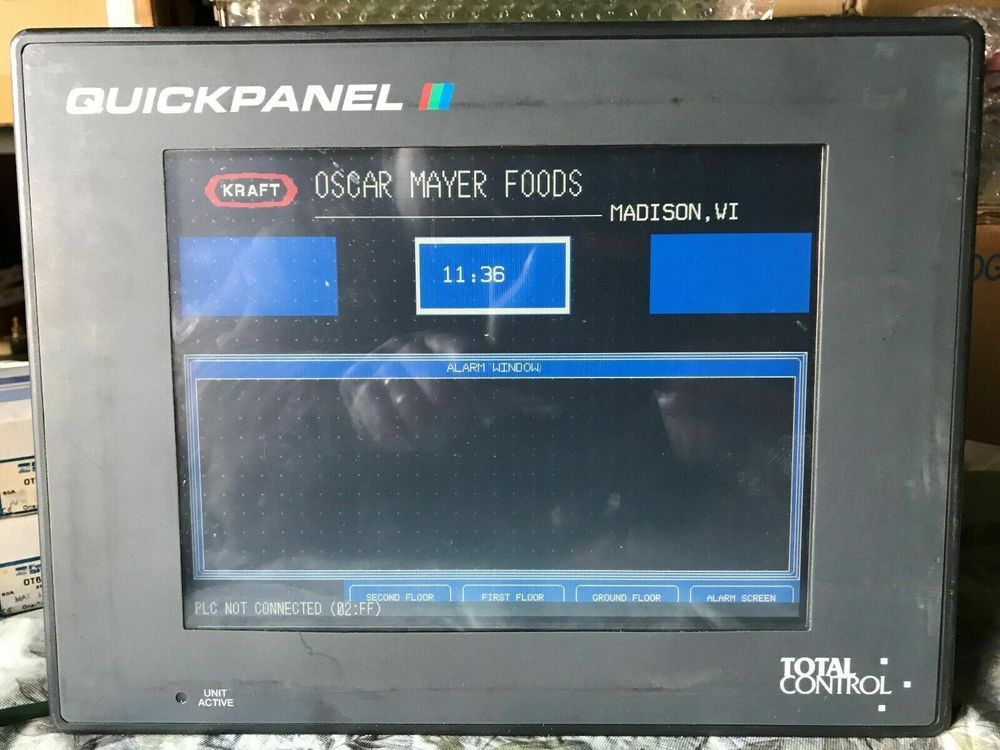 QUICKPANEL
KRAFT
OSCAR MAYER FOODS
MADISON,WI
11:36
ALARM WINDOW
SECOND FLOOR
FIRST FLOOR
GROUND FLOOR
ALARM SCREEN
PLC NOT CONNECTED (02:FF)
UNIT
ACTIVE
TOTAL
CONTROL